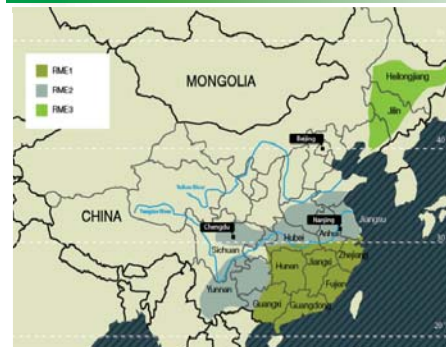 RME1
RME2
RME3
MONGOLIA
Heilongjiang
Jilin
Beijing
40
Yellow River
Yangtze River
CHINA
Chengdu
Nanjing
Jiangsu
Sichuan
Hubei
Anhui
30
Zhejiang
Hunan
Jiangxi
Yunnan
Fujian
Guangxi
Guangdong
20